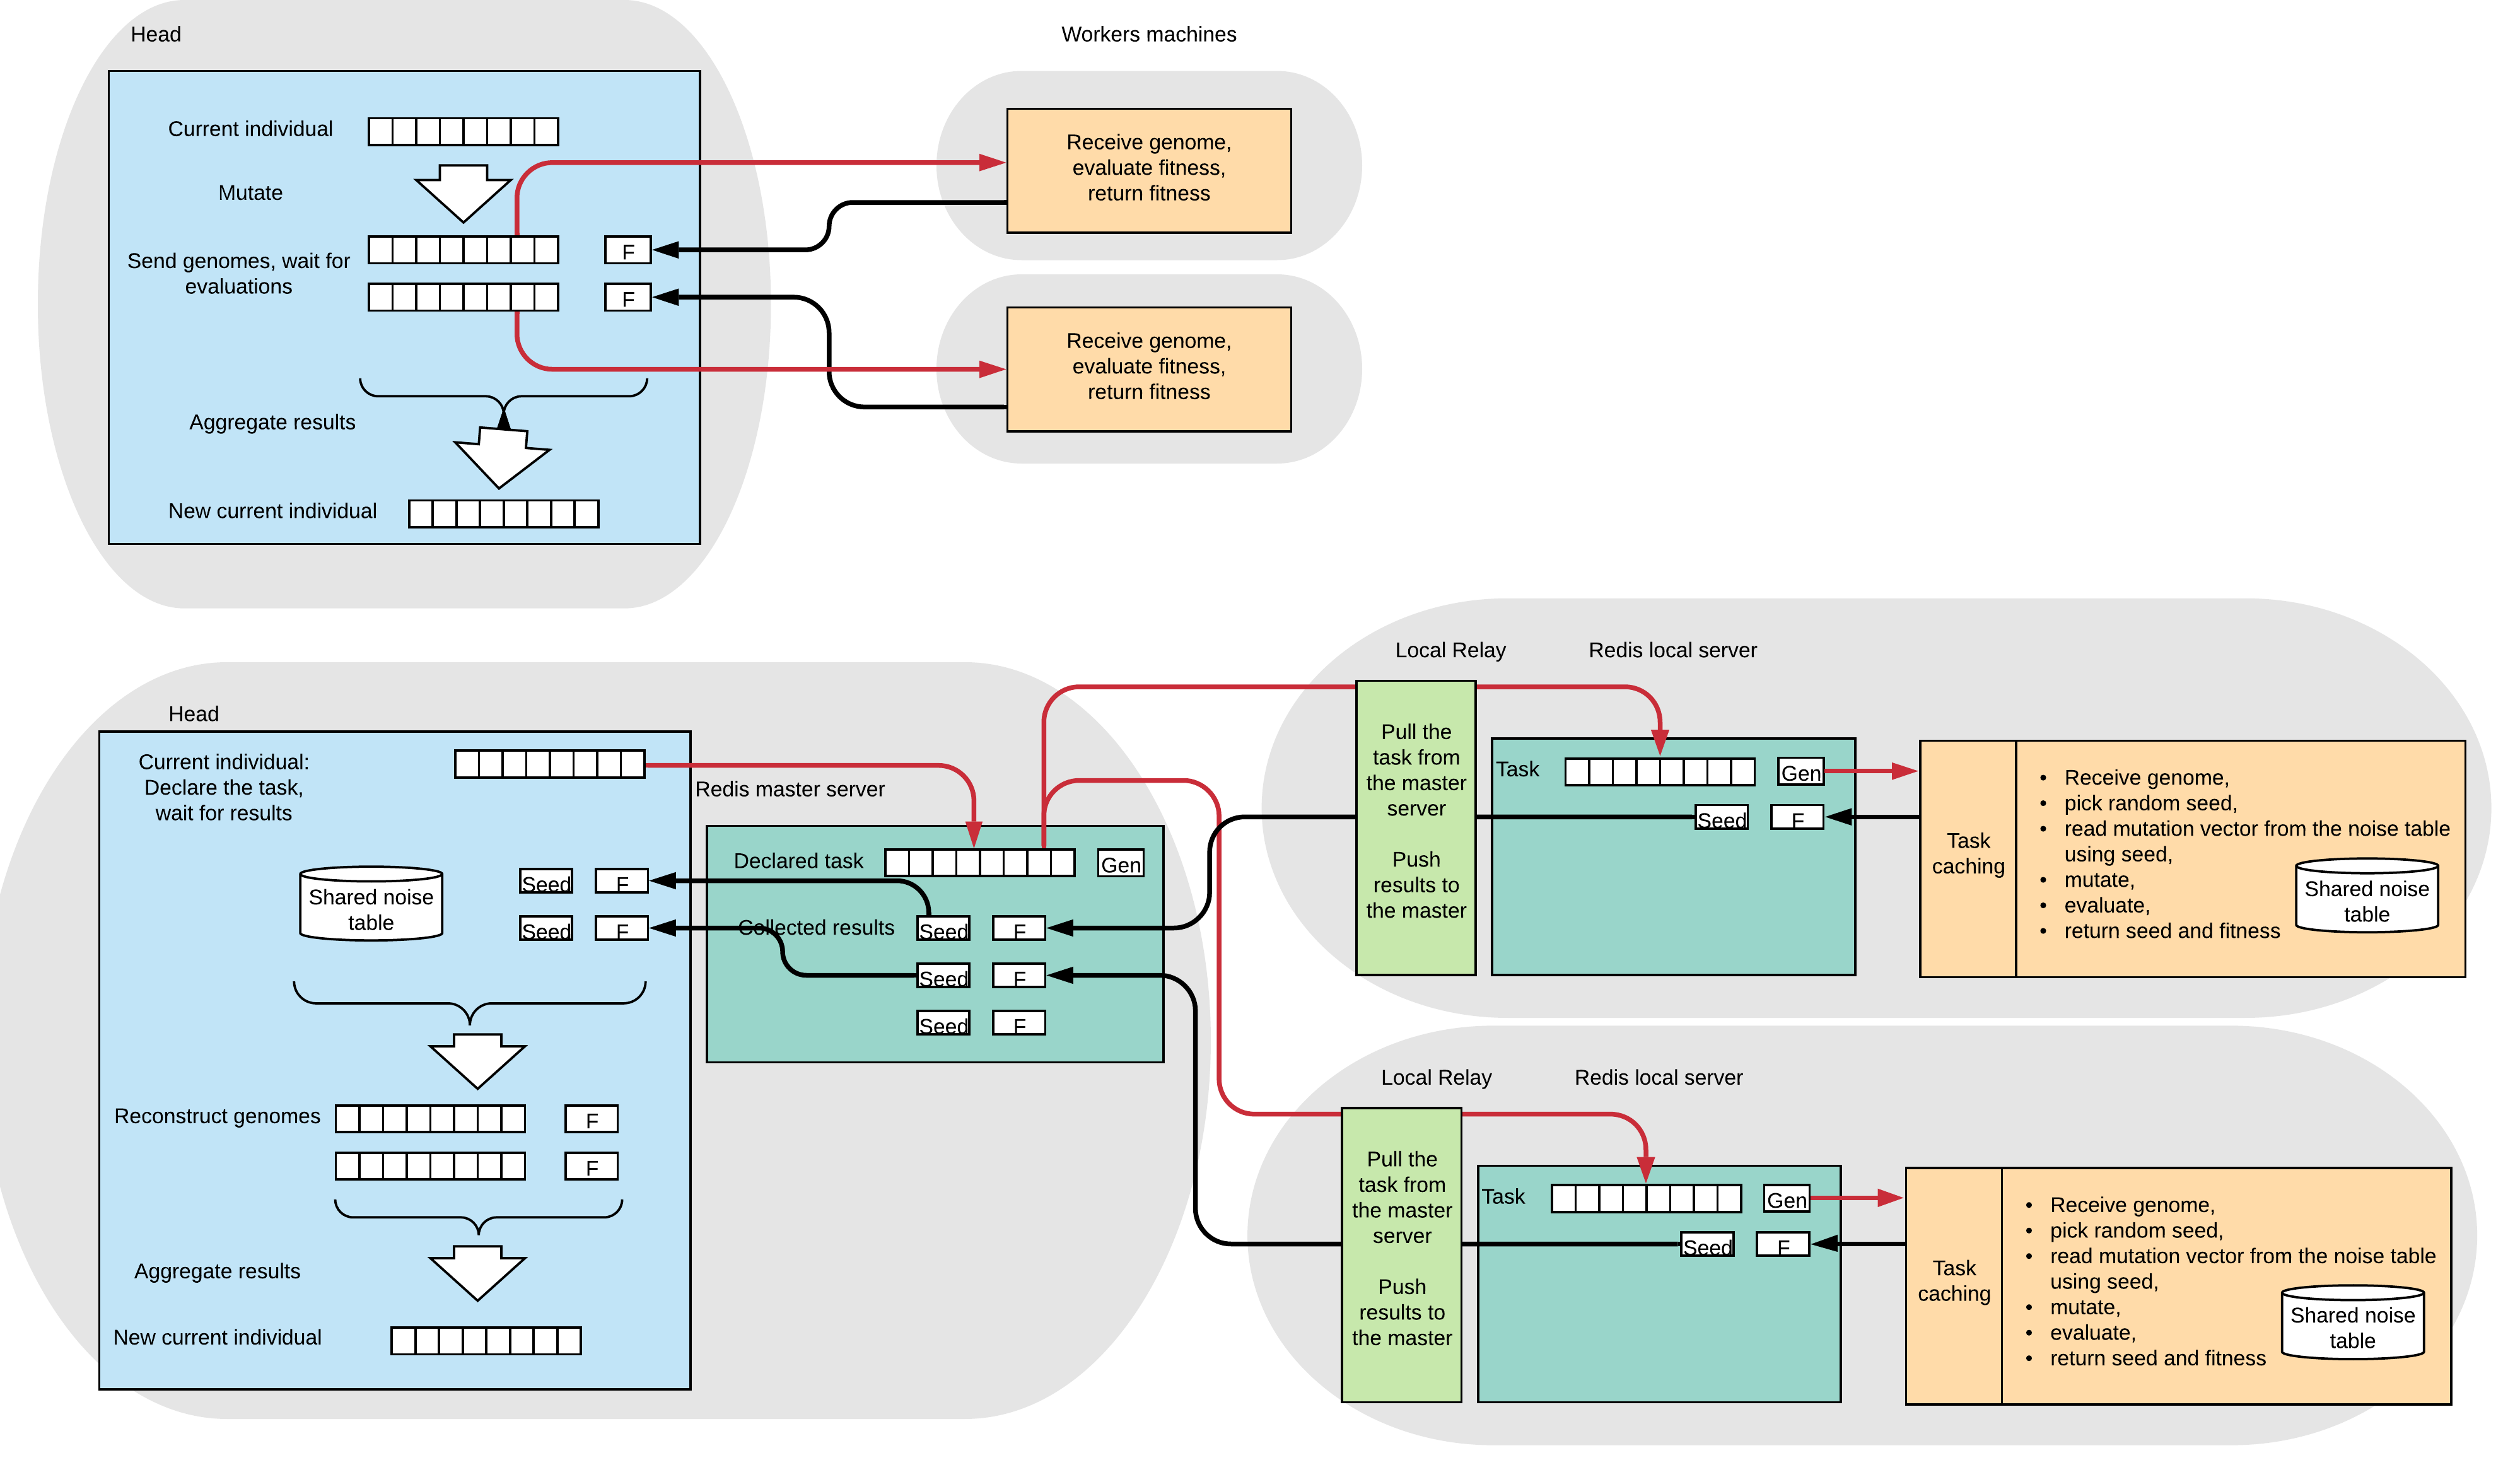 Head
Workers machines
Current individual
Mutate
Send genomes, wait for
evaluations
F
F
Aggregate results
New current individual
Receive genome,
evaluate fitness,
return fitness
Receive genome,
evaluate fitness,
return fitness
Head
Current individual:
Declare the task,
wait for results
Shared noise
table
Seed
F
Seed
F
Reconstruct genomes
F
F
Aggregate results
New current individual
Redis master server
Declared task
Gen
Collected results
Seed
F
Seed
F
Seed
F
Local Relay
Redis local server
Pull the
task from
the master
server
Push
results to
the master
Task
Gen
Seed
F
Task
caching
• Receive genome,
• pick random seed,
• read mutation vector from the noise table
using seed,
• mutate,
• evaluate,
• return seed and fitness
Shared noise
table
Local Relay
Redis local server
Pull the
task from
the master
server
Push
results to
the master
Task
Gen
Seed
F
Task
caching
• Receive genome,
• pick random seed,
• read mutation vector from the noise table
using seed,
• mutate,
• evaluate,
• return seed and fitness
Shared noise
table